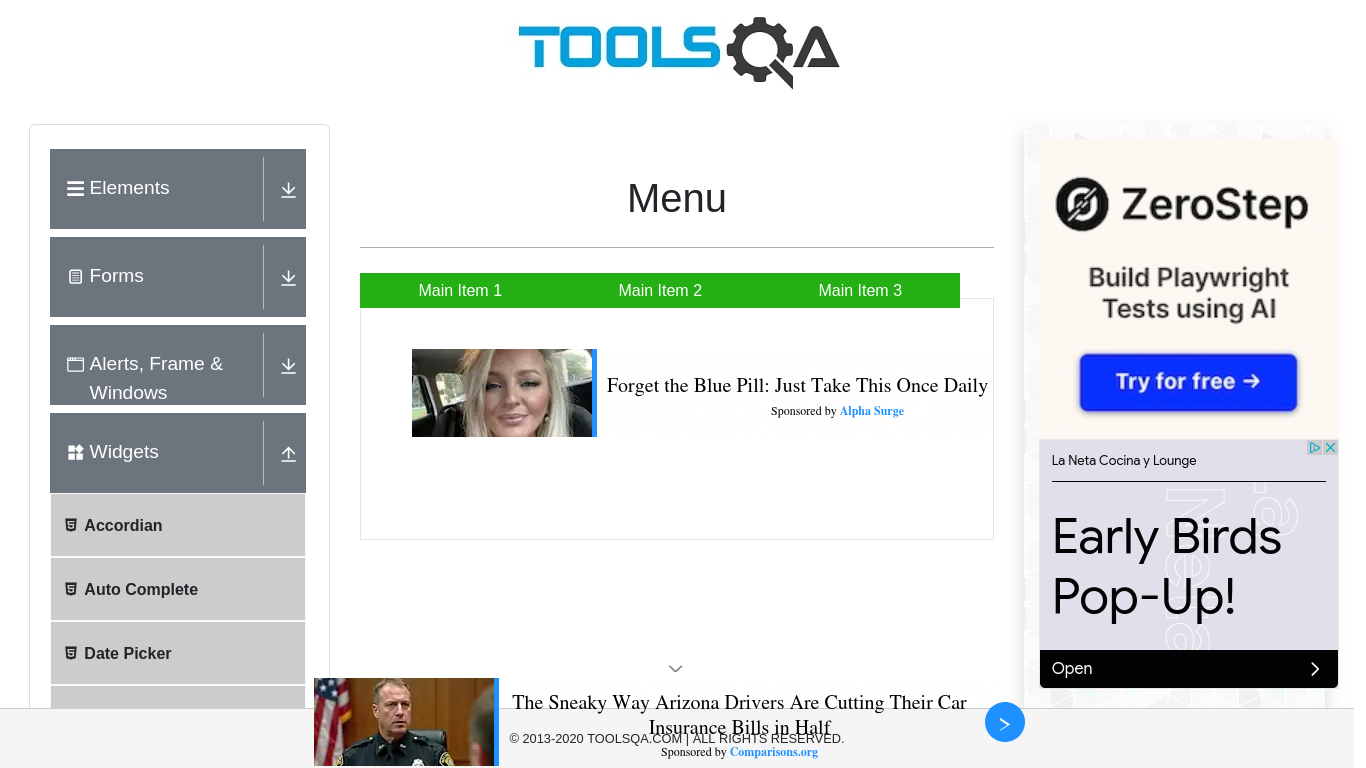 TOOLSQA
Elements
Forms
Alerts, Frame &
Windows
Widgets
Accordian
Auto Complete
Date Picker
Menu
Main Item 1
Main Item 2
Main Item 3
Forget the Blue Pill: Just Take This Once Daily
Sponsored by Alpha Surge
ZeroStep
Build Playwright
Tests using AI
Try for free →
La Neta Cocina y Lounge
Early Birds
Pop-Up!
Open
The Sneaky Way Arizona Drivers Are Cutting Their Car
Insurance Bills in Half
© 2013-2020 TOOLSQA.COM | ALL RIGHTS RESERVED.
Sponsored by Comparisons.org